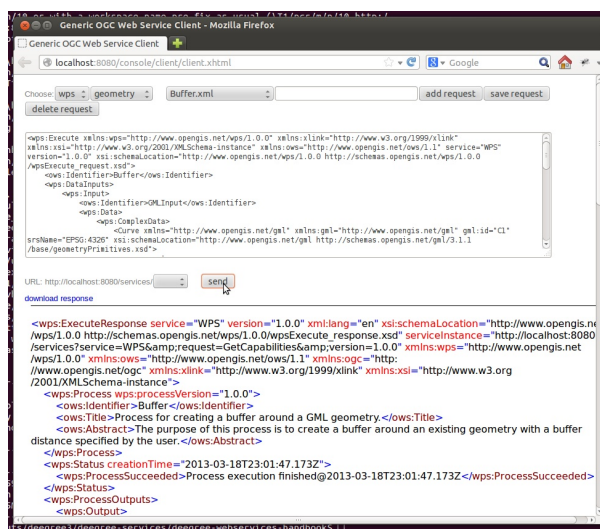 Generic OGC Web Service Client - Mozilla Firefox
Generic OGC Web Service Client
localhost:8080/console/client/client.xhtml
Google
Choose: wps geometry Buffer.xml add request save request
delete request
<wps:Execute xmlns:wps="http://www.opengis.net/wps/1.0.0" xmlns:xlink="http://www.w3.org/1999/xlink"
xmlns:xsi="http://www.w3.org/2001/XMLSchema-instance" xmlns:ows="http://www.opengis.net/ows/1.1" service="WPS"
version="1.0.0" xsi:schemaLocation="http://www.opengis.net/wps/1.0.0 http://schemas.opengis.net/wps/1.0.0
/wpsExecute_request.xsd">
<ows:Identifier>Buffer</ows:Identifier>
<wps:DataInputs>
<wps:Input>
<ows:Identifier>GMLInput</ows:Identifier>
<wps:Data>
<wps:ComplexData>
<Curve xmlns="http://www.opengis.net/gml" xmlns:gml="http://www.opengis.net/gml" gml:id="C1"
srsName="EPSG:4326" xsi:schemaLocation="http://www.opengis.net/gml http://schemas.opengis.net/gml/3.1.1
/base/geometryPrimitives.xsd">
URL: http://localhost:8080/services/ send
download response
<wps:ExecuteResponse service="WPS" version="1.0.0" xml:lang="en" xsi:schemaLocation="http://www.opengis.ne
/wps/1.0.0 http://schemas.opengis.net/wps/1.0.0/wpsExecute_response.xsd" serviceInstance="http://localhost:8080
/services?service=WPS&amp;request=GetCapabilities&amp;version=1.0.0" xmlns:wps="http://www.opengis.net
/wps/1.0.0" xmlns:ows="http://www.opengis.net/ows/1.1" xmlns:ogc="http:
//www.opengis.net/ogc" xmlns:xlink="http://www.w3.org/1999/xlink" xmlns:xsi="http://www.w3.org
/2001/XMLSchema-instance">
<wps:Process wps:processVersion="1.0.0">
<ows:Identifier>Buffer</ows:Identifier>
<ows:Title>Process for creating a buffer around a GML geometry.</ows:Title>
<ows:Abstract>The purpose of this process is to create a buffer around an existing geometry with a buffer
distance specified by the user.</ows:Abstract>
</wps:Process>
<wps:Status creationTime="2013-03-18T23:01:47.173Z">
<wps:ProcessSucceeded>Process execution finished@2013-03-18T23:01:47.173Z</wps:ProcessSucceeded>
</wps:Status>
<wps:ProcessOutputs>
<wps:Output>